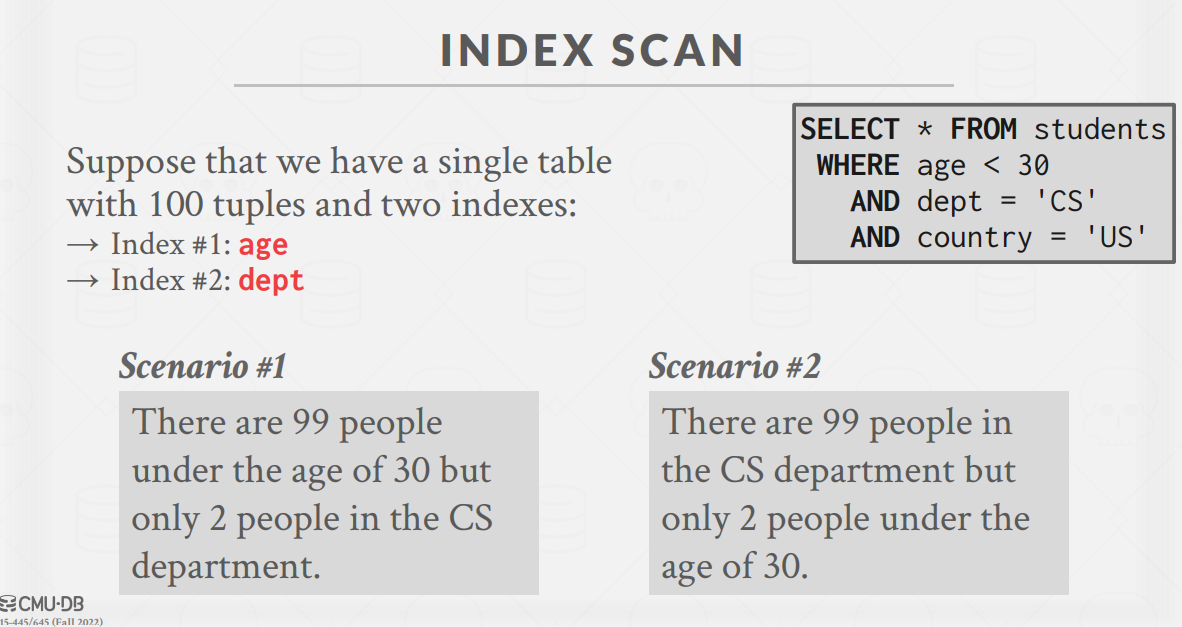 INDEX SCAN
SELECT * FROM students
WHERE age < 30
AND dept = 'CS'
AND country = 'US'
Suppose that we have a single table
with 100 tuples and two indexes:
→ Index #1: age
→ Index #2: dept
Scenario #1
There are 99 people
under the age of 30 but
only 2 people in the CS
department.
Scenario #2
There are 99 people in
the CS department but
only 2 people under the
age of 30.
CMU·DB
15-445/645 (Fall 2022)